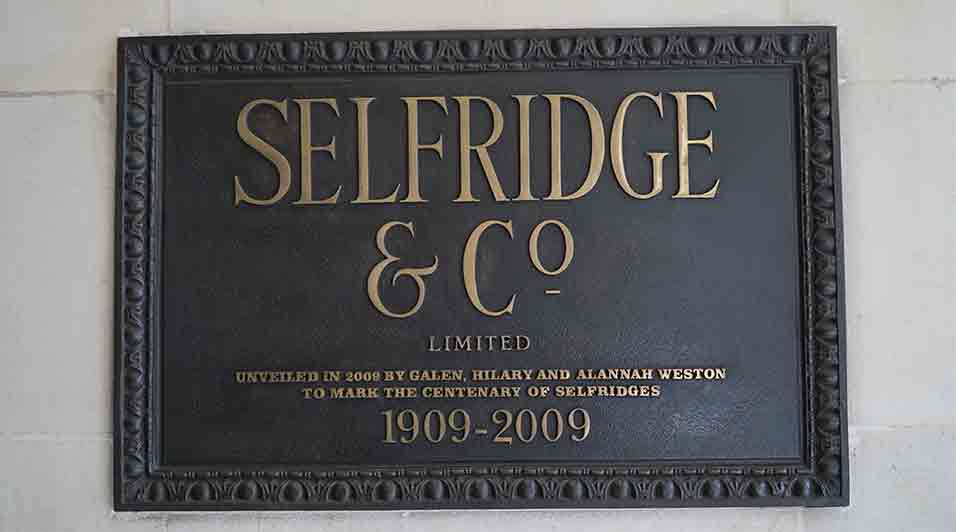 SELFRIDGE
& Cº
LIMITED
UNVEILED IN 2009 BY GALEN, HILARY AND ALANNAH WESTON
TO MARK THE CENTENARY OF SELFRIDGES
1909-2009